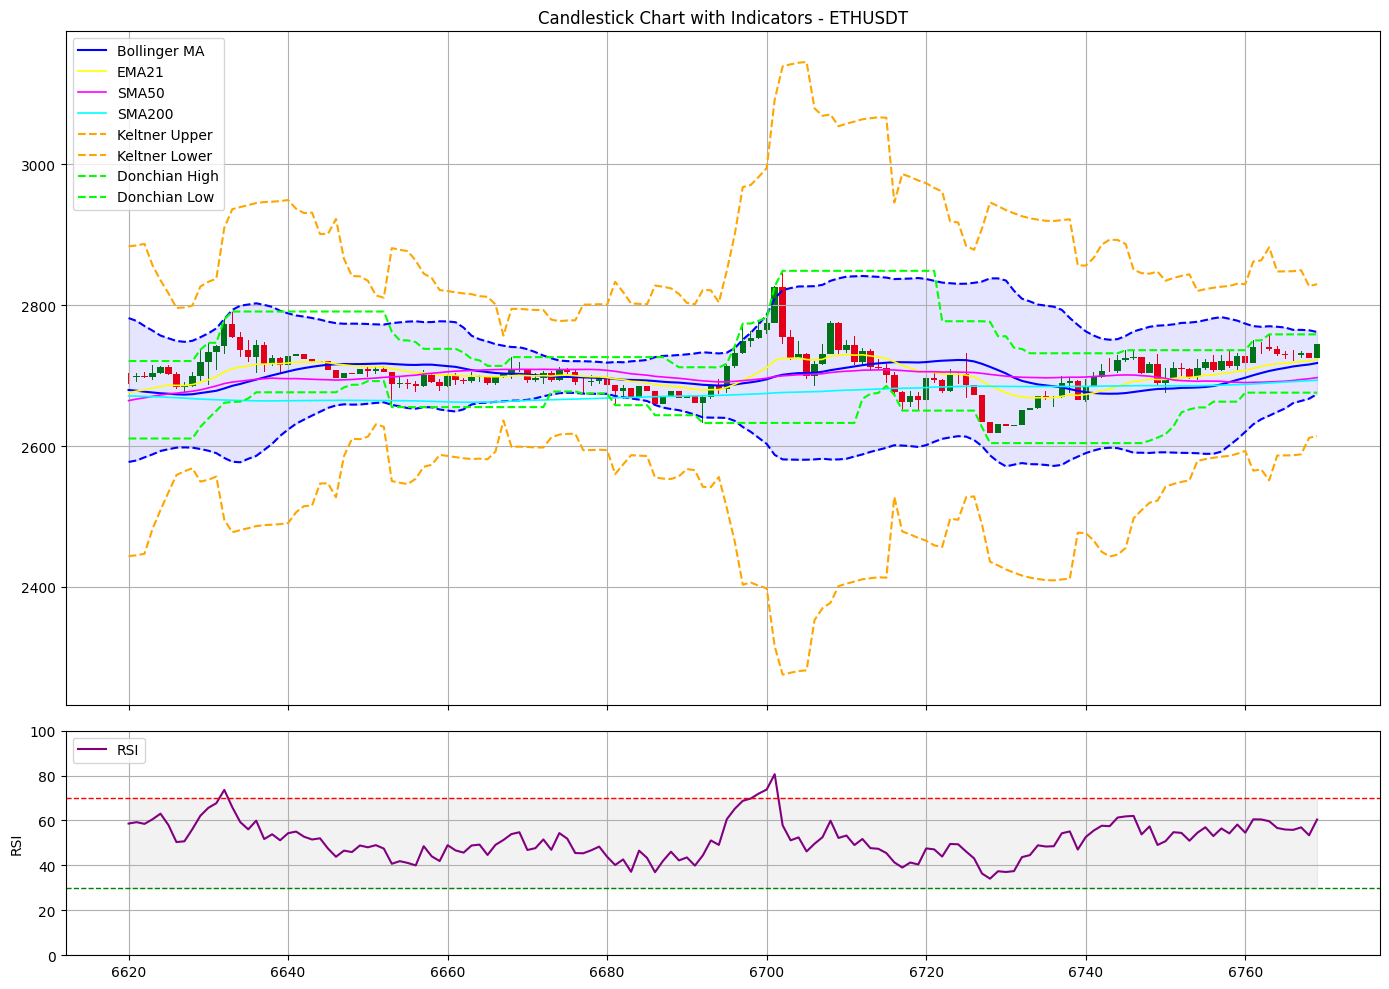 Candlestick Chart with Indicators - ETHUSDT
Bollinger MA
EMA21
SMA50
SMA200
Keltner Upper
Keltner Lower
Donchian High
Donchian Low
3000
2800
2600
2400
RSI
100
80
60
40
20
0
RSI
6620 6640 6660 6680 6700 6720 6740 6760